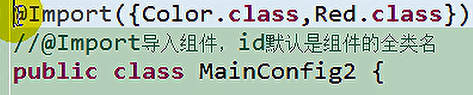 @Import({Color.class,Red.class})
//@Import导入组件，id默认是组件的全类名
public class MainConfig2 {